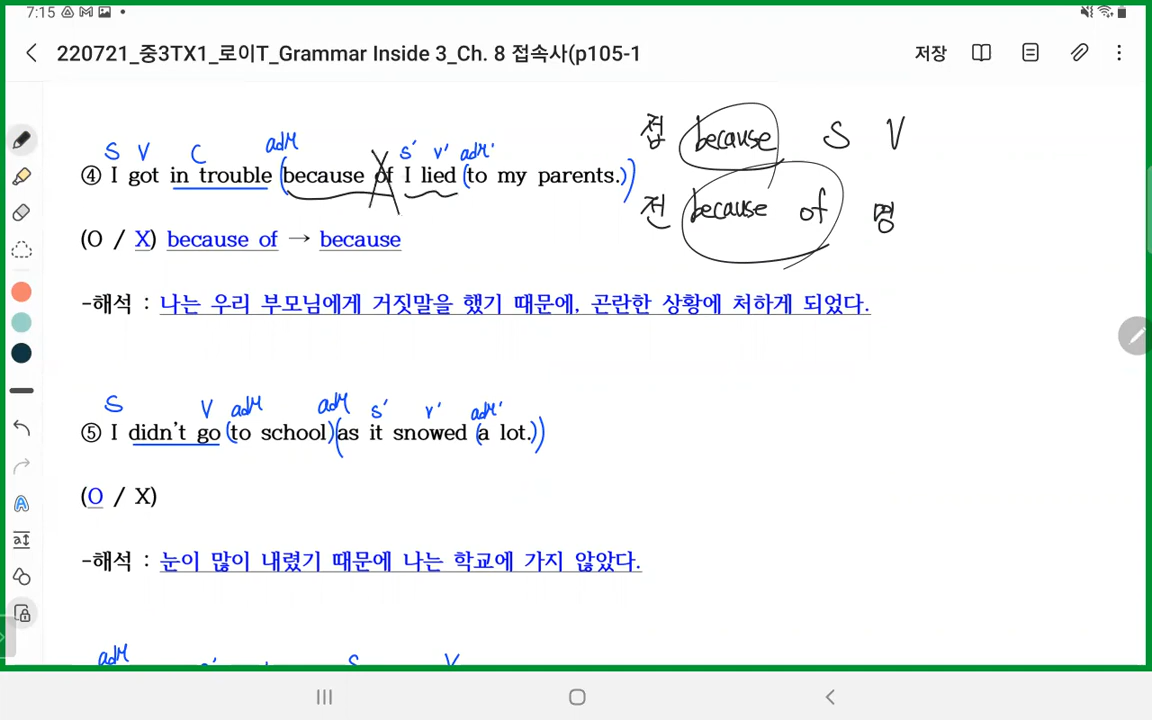 7:15
220721_중3TX1_로이T_Grammar Inside 3_Ch. 8 접속사(p105-1
저장
접 because S V
S V C adv s' v' adv'
④ I got in trouble (because of I lied (to my parents.))
전 because of 명
(O / X) because of → because
-해석 : 나는 우리 부모님에게 거짓말을 했기 때문에, 곤란한 상황에 처하게 되었다.
S V adv adv s' v' adv'
⑤ I didn't go (to school)(as it snowed (a lot.))
(O / X)
-해석 : 눈이 많이 내렸기 때문에 나는 학교에 가지 않았다.
adv S V